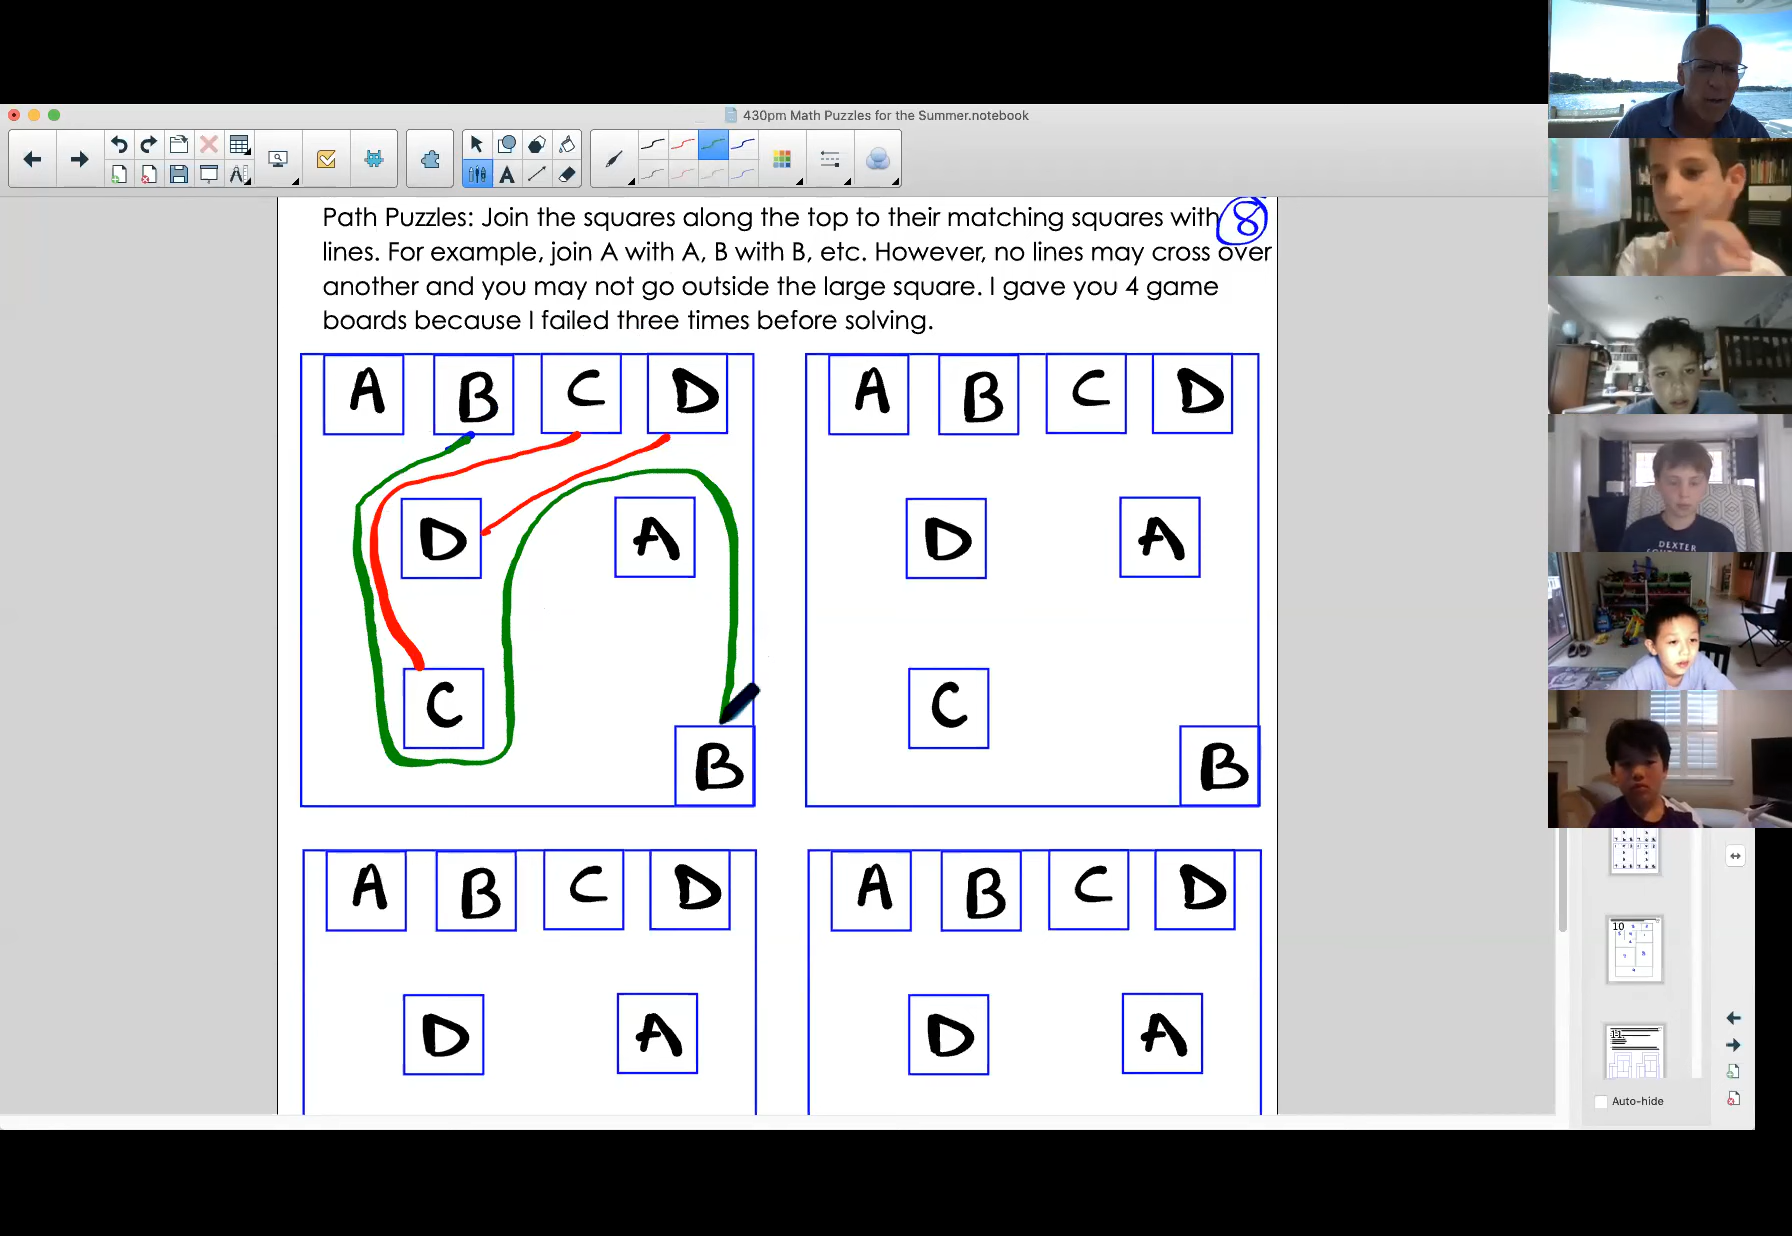 430pm Math Puzzles for the Summer.notebook
A
Path Puzzles: Join the squares along the top to their matching squares with
8
lines. For example, join A with A, B with B, etc. However, no lines may cross over
another and you may not go outside the large square. I gave you 4 game
boards because I failed three times before solving.
A B C D
A B C D
D A
D A
C
C
B
B
A B C D
A B C D
D A
D A
DEXTER
10
11
Auto-hide